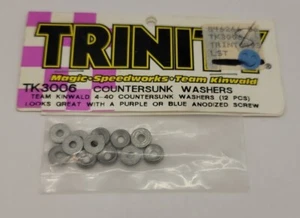 TRINITY
Magic·Speedworks·Team Kinwald
TK3006 COUNTERSUNK WASHERS
TEAM KINWALD 4-40 COUNTERSUNK WASHERS (12 PCS)
LOOKS GREAT WITH A PURPLE OR BLUE ANODIZED SCREW